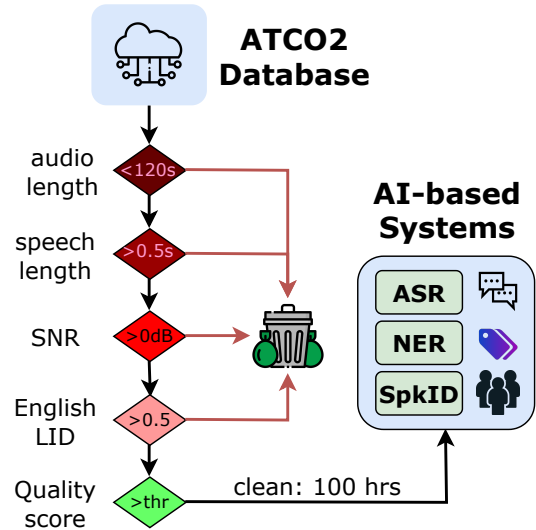 ATCO2
Database
audio
length
<120s
speech
length
>0.5s
SNR
>0dB
English
LID
>0.5
Quality
score
>thr
clean: 100 hrs
AI-based
Systems
ASR
NER
SpkID